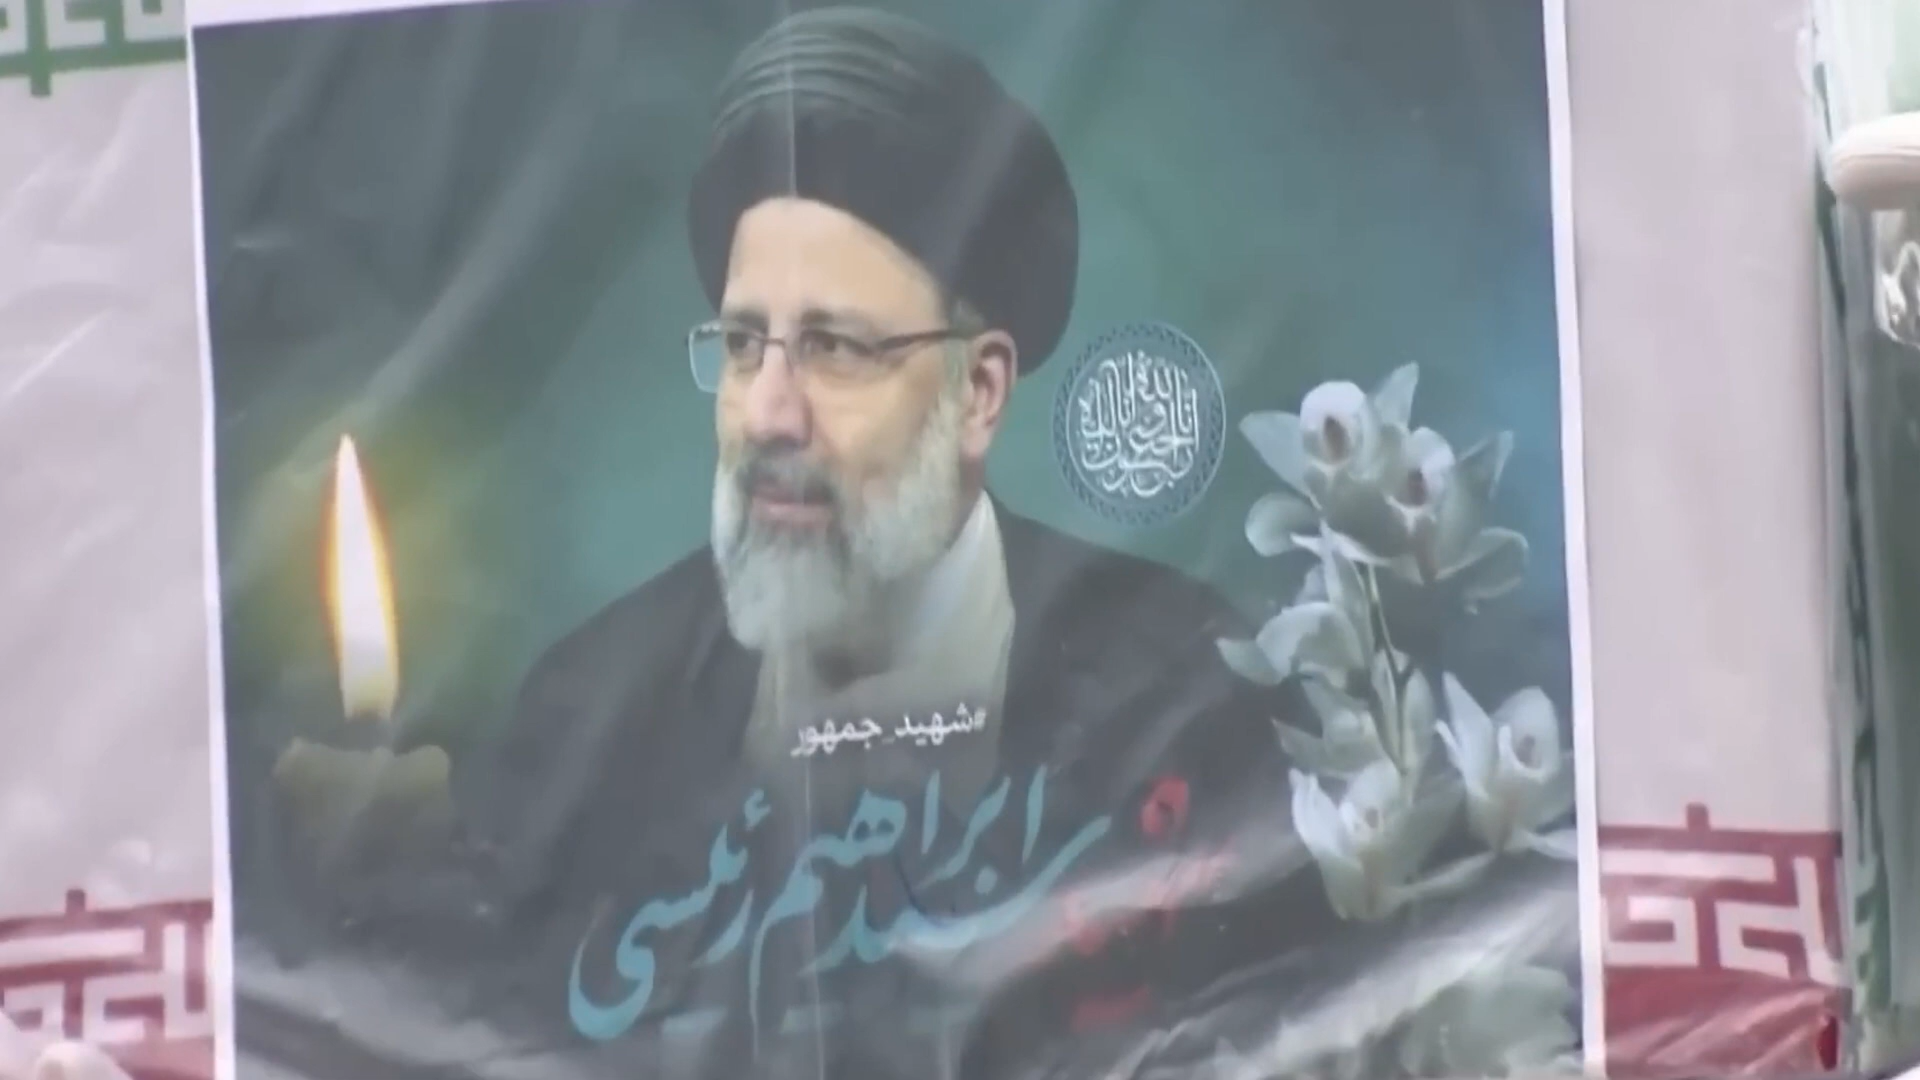 انا لله و انا الیه راجعون
#شهید_جمهور
سید ابراهیم رئیسی